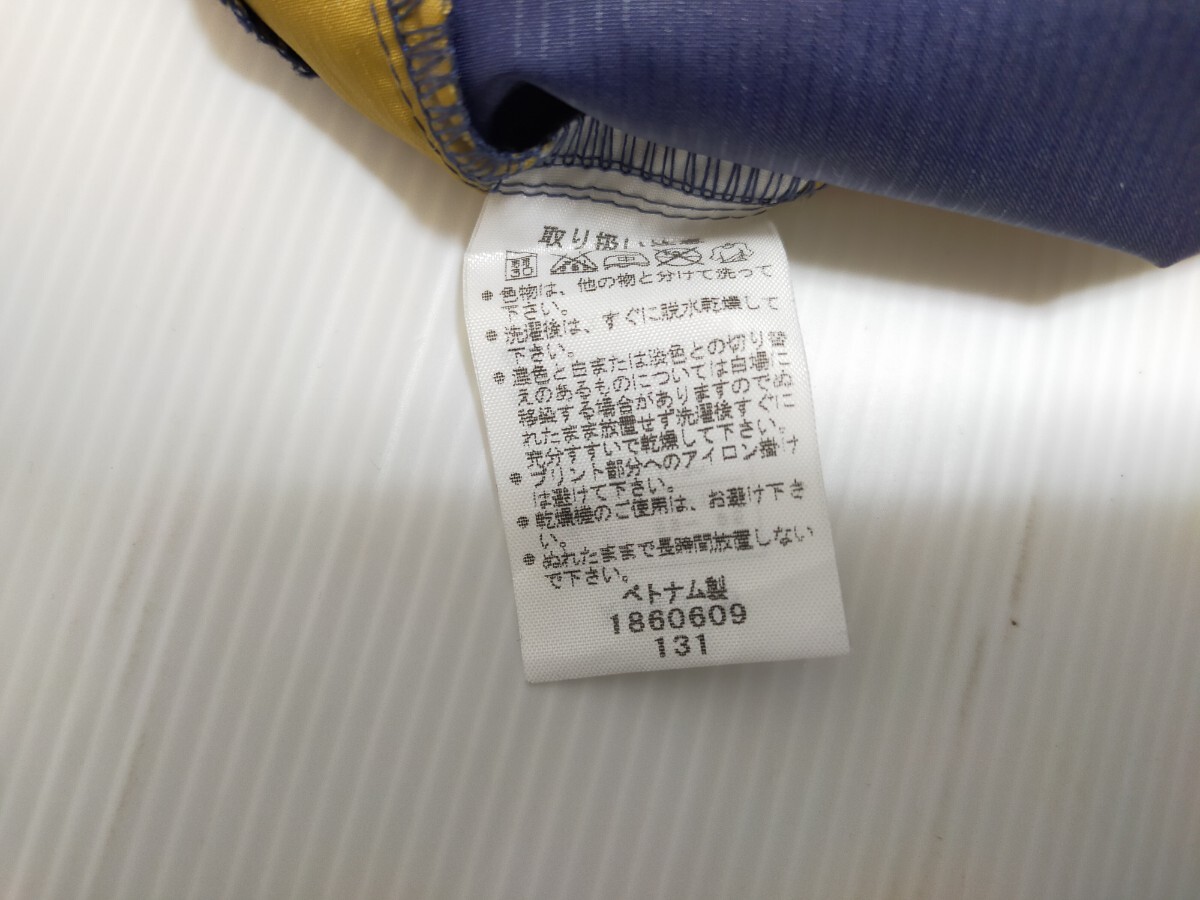 取り扱い注意
30
● 色物は、他の物と分けて洗って
下さい。
● 洗濯後は、すぐに脱水乾燥して
下さい。
● 濃色と白または淡色との切り替
えのあるものについては白場に
移染する場合がありますのでぬ
れたまま放置せず洗濯後すぐに
充分すすいで乾燥して下さい。
● プリント部分へのアイロン掛け
は避けて下さい。
● 乾燥機のご使用は、お避け下さ
い。
● ぬれたままで長時間放置しない
で下さい。
ベトナム製
1860609
131